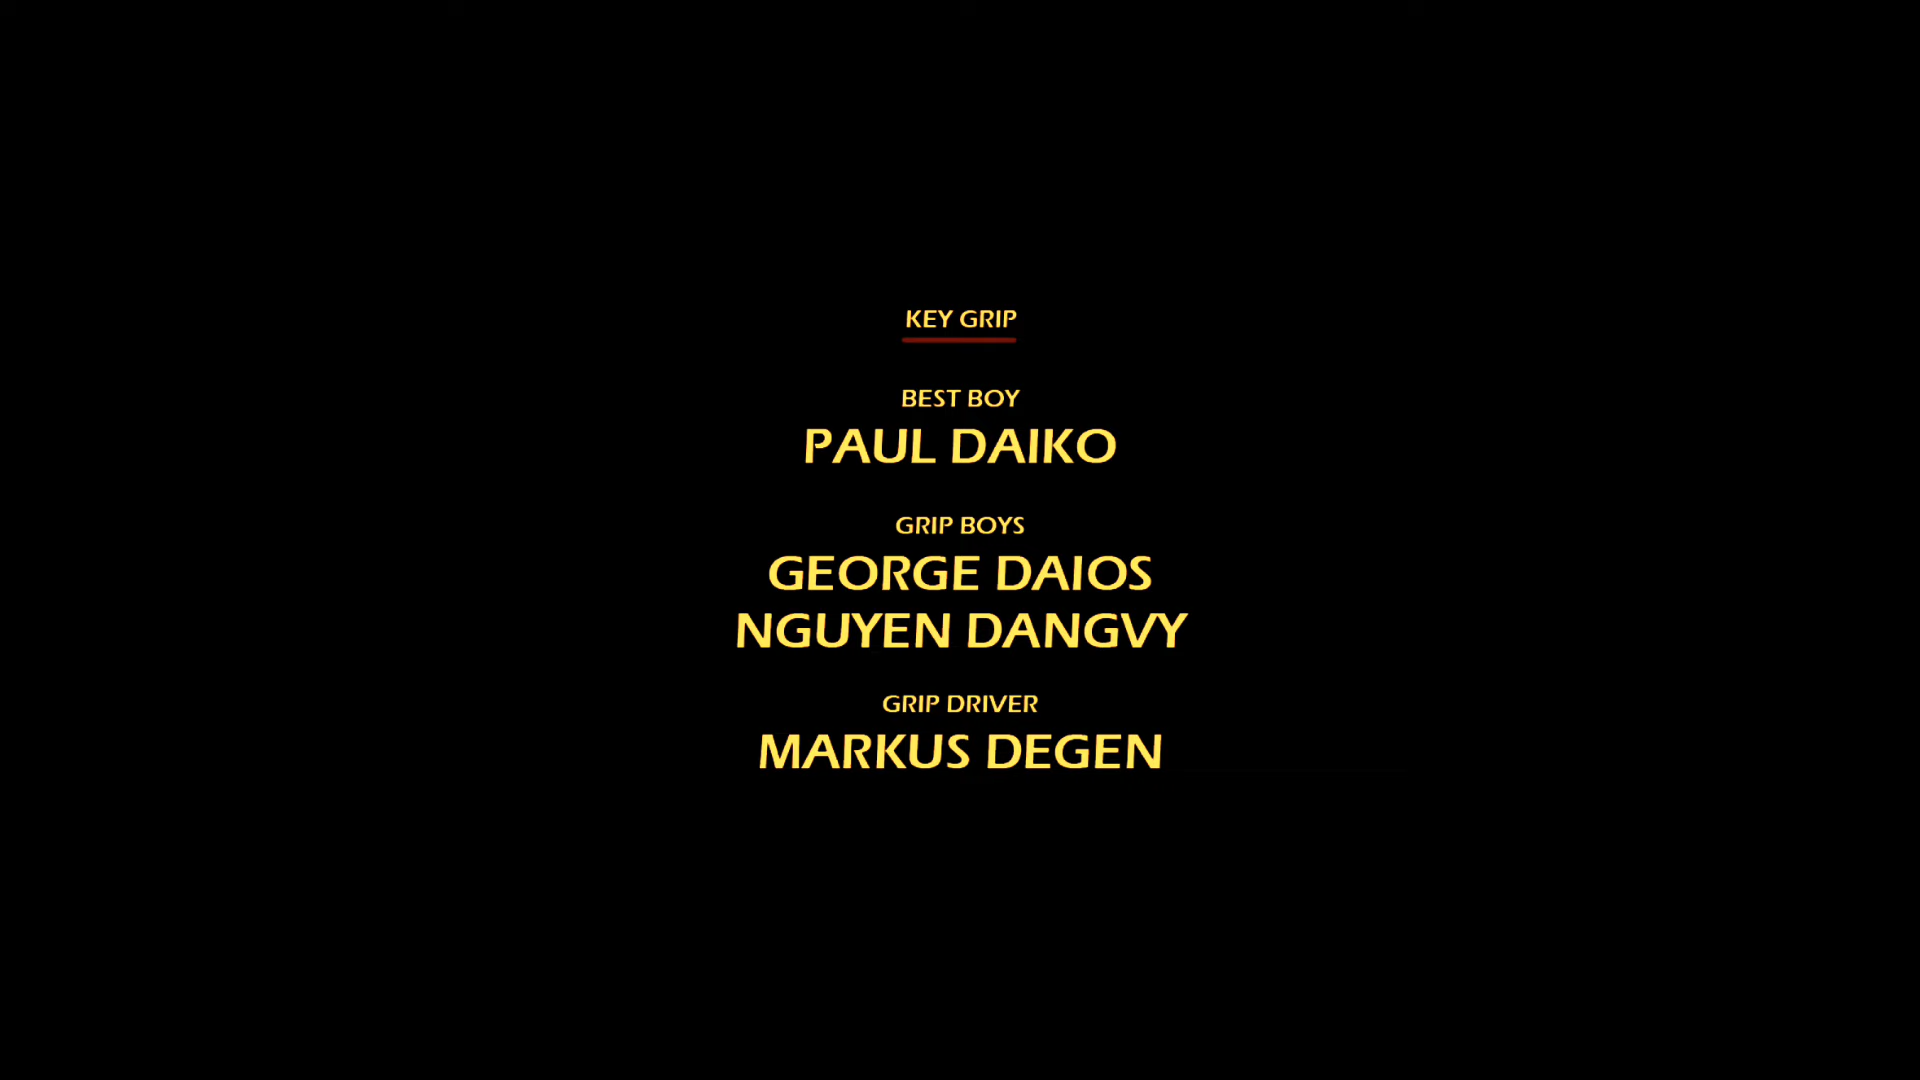 KEY GRIP
BEST BOY
PAUL DAIKO
GRIP BOYS
GEORGE DAIOS
NGUYEN DANGVY
GRIP DRIVER
MARKUS DEGEN